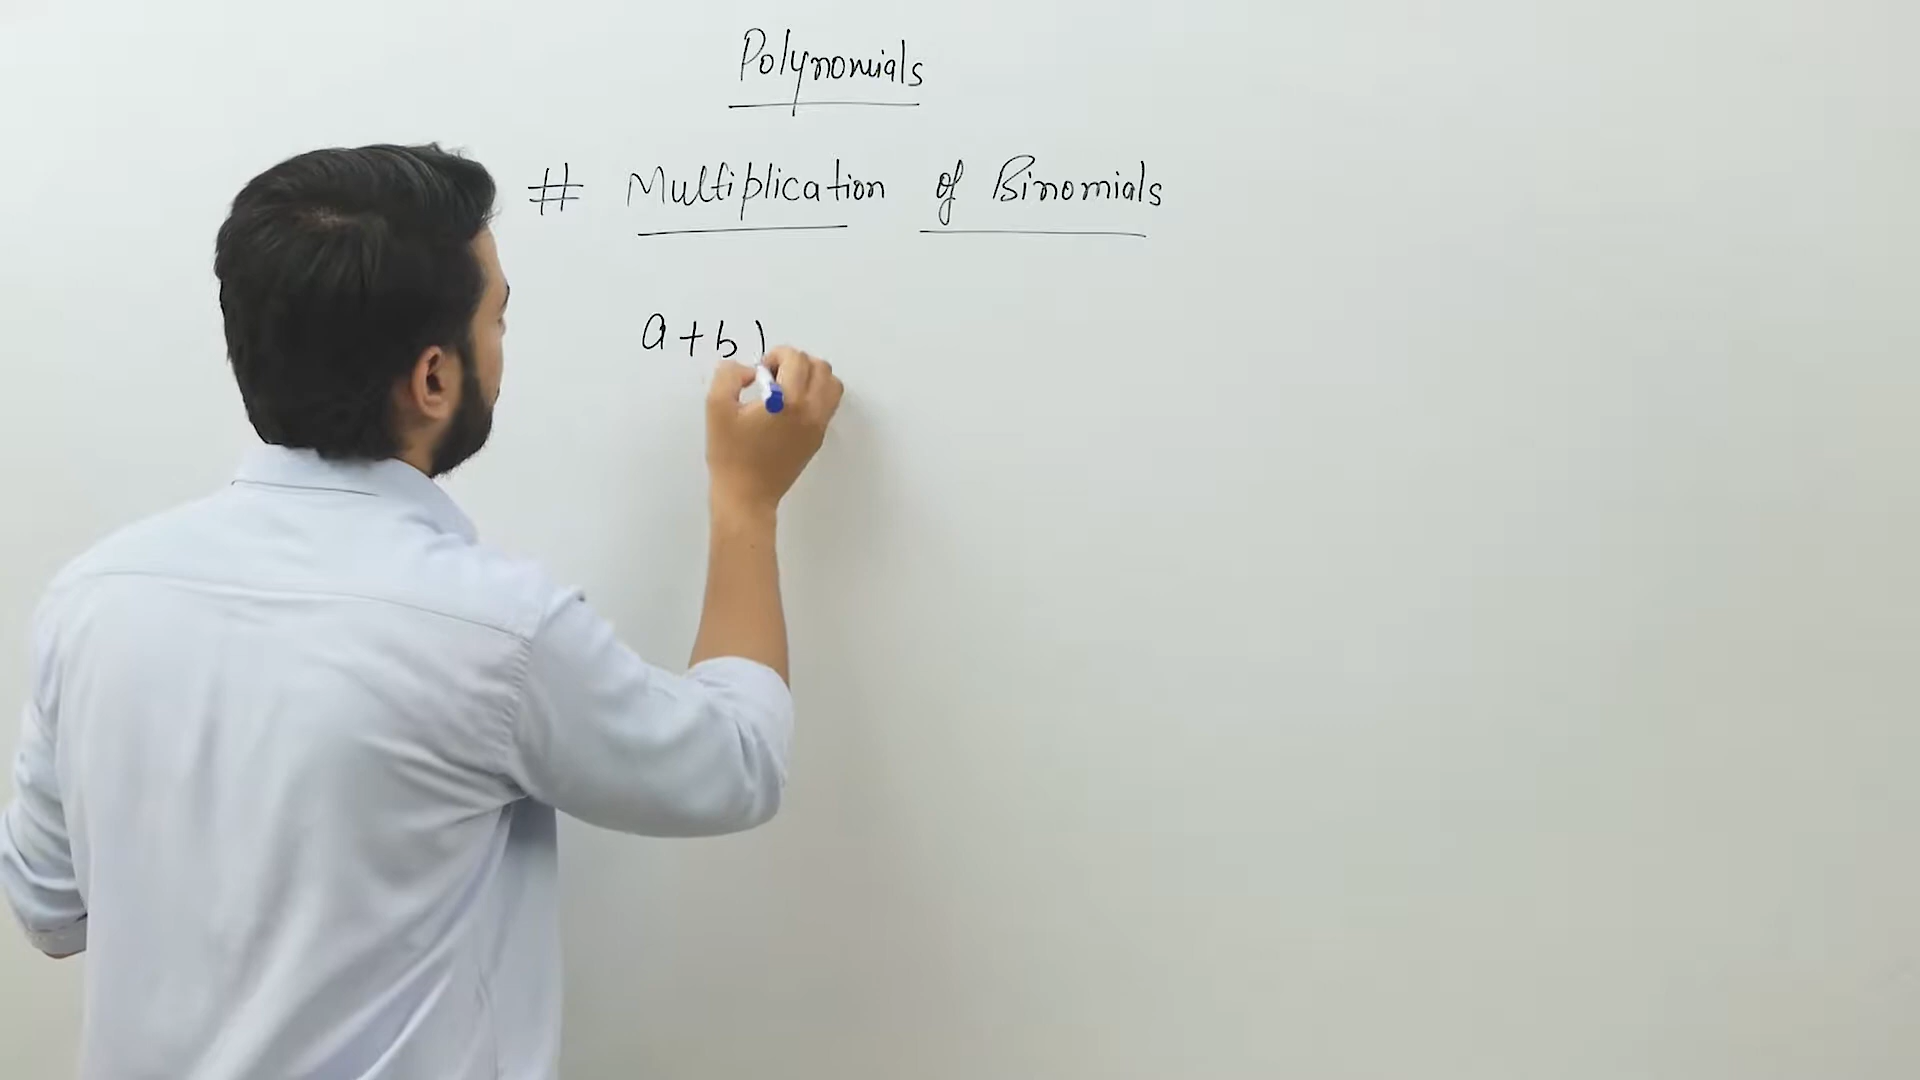 Polynomials
# Multiplication of Binomials
a + b )